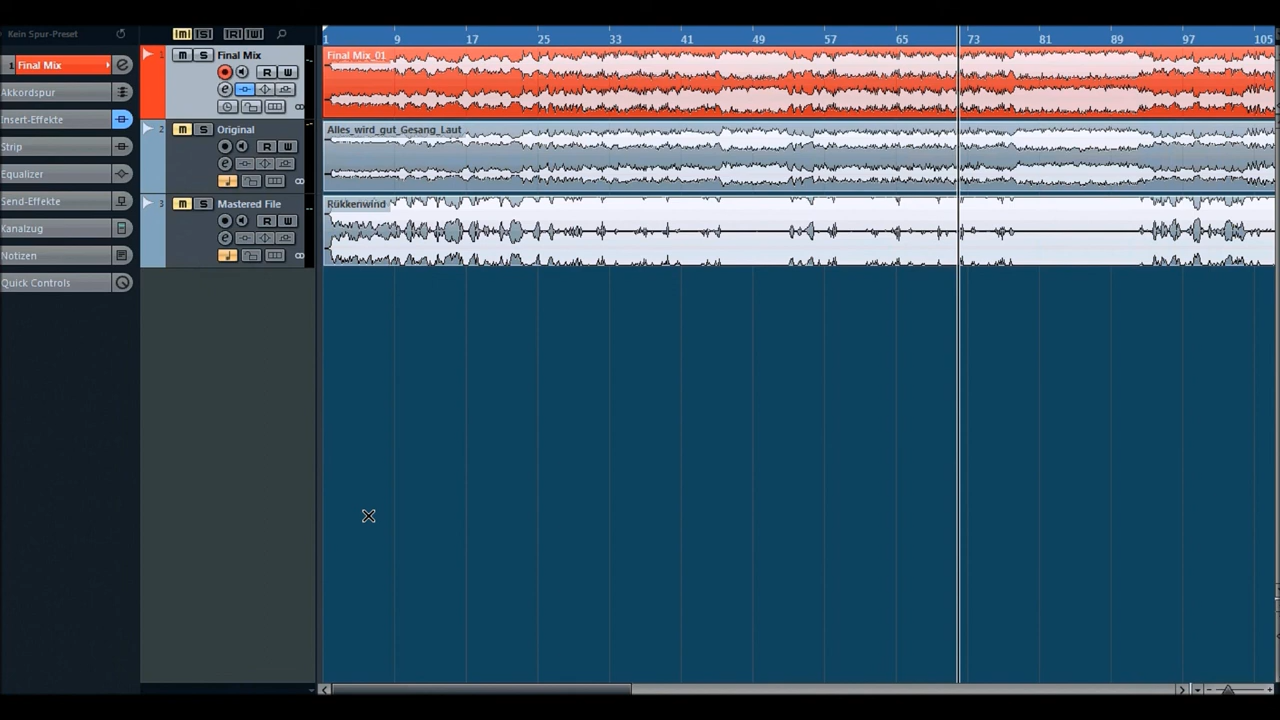 Kein Spur-Preset
M S R W
1 9 17 25 33 41 49 57 65 73 81 89 97 105
1 Final Mix
Akkordspur
Insert-Effekte
Strip
Equalizer
Send-Effekte
Kanalzug
Notizen
Quick Controls
1 M S Final Mix
R W
e
Final Mix_01
2 M S Original
R W
e
Alles_wird_gut_Gesang_Laut
3 M S Mastered File
R W
e
Rükkenwind